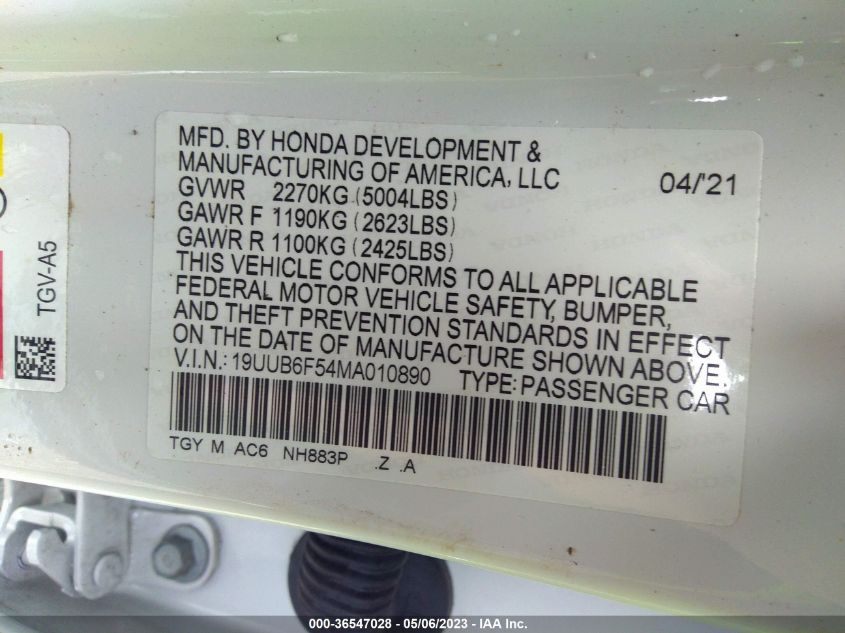 MFD. BY HONDA DEVELOPMENT &
MANUFACTURING OF AMERICA, LLC 04/'21
GVWR 2270KG (5004LBS)
GAWR F 1190KG (2623LBS)
GAWR R 1100KG (2425LBS)
THIS VEHICLE CONFORMS TO ALL APPLICABLE
FEDERAL MOTOR VEHICLE SAFETY, BUMPER,
AND THEFT PREVENTION STANDARDS IN EFFECT
ON THE DATE OF MANUFACTURE SHOWN ABOVE.
V.I.N.: 19UUB6F54MA010890 TYPE: PASSENGER CAR
TGY M AC6 NH883P .Z .A
TGV-A5
000-36547028 - 05/06/2023 - IAA Inc.